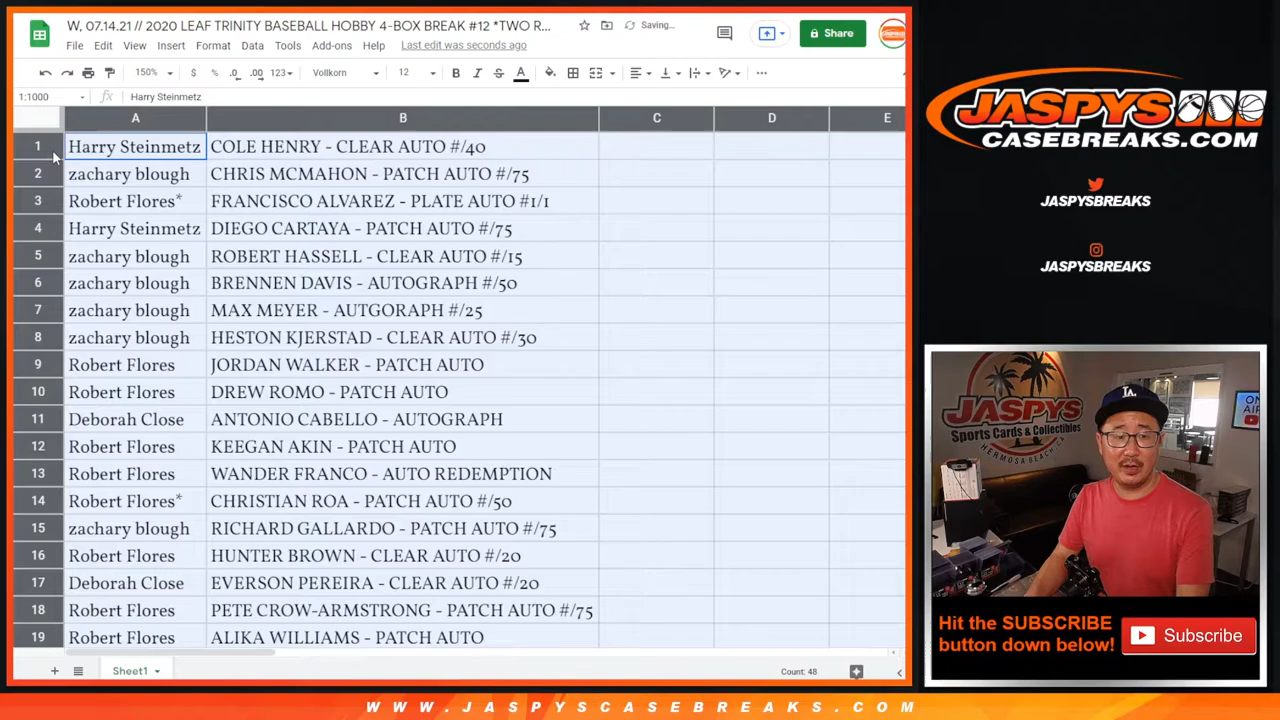 W, 07.14.21 // 2020 LEAF TRINITY BASEBALL HOBBY 4-BOX BREAK #12 *TWO R...
Saving...
Share
File Edit View Insert Format Data Tools Add-ons Help Last edit was seconds ago
150% $ % .0 .00 123 Vollkorn 12 B I S A
1:1000 fx Harry Steinmetz
A B C D E
1 Harry Steinmetz COLE HENRY - CLEAR AUTO #/40
2 zachary blough CHRIS MCMAHON - PATCH AUTO #/75
3 Robert Flores* FRANCISCO ALVAREZ - PLATE AUTO #1/1
4 Harry Steinmetz DIEGO CARTAYA - PATCH AUTO #/75
5 zachary blough ROBERT HASSELL - CLEAR AUTO #/15
6 zachary blough BRENNEN DAVIS - AUTOGRAPH #/50
7 zachary blough MAX MEYER - AUTGORAPH #/25
8 zachary blough HESTON KJERSTAD - CLEAR AUTO #/30
9 Robert Flores JORDAN WALKER - PATCH AUTO
10 Robert Flores DREW ROMO - PATCH AUTO
11 Deborah Close ANTONIO CABELLO - AUTOGRAPH
12 Robert Flores KEEGAN AKIN - PATCH AUTO
13 Robert Flores WANDER FRANCO - AUTO REDEMPTION
14 Robert Flores* CHRISTIAN ROA - PATCH AUTO #/50
15 zachary blough RICHARD GALLARDO - PATCH AUTO #/75
16 Robert Flores HUNTER BROWN - CLEAR AUTO #/20
17 Deborah Close EVERSON PEREIRA - CLEAR AUTO #/20
18 Robert Flores PETE CROW-ARMSTRONG - PATCH AUTO #/75
19 Robert Flores ALIKA WILLIAMS - PATCH AUTO
Sheet1
Count: 48
JASPYS
CASEBREAKS.COM
JASPYSBREAKS
JASPYSBREAKS
JASPYS
Sports Cards & Collectibles
HERMOSA BEACH CA
LA
ON
AIR
Hit the SUBSCRIBE
button down below!
Subscribe
WWW.JASPYSCASEBREAKS.COM